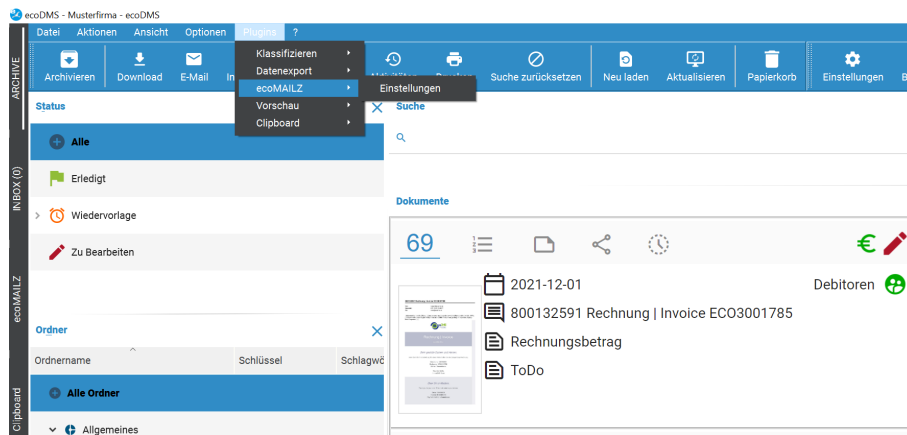 ecoDMS - Musterfirma - ecoDMS
Datei Aktionen Ansicht Optionen Plugins ?
Archivieren Download E-Mail Suche zurücksetzen Neu laden Aktualisieren Papierkorb Einstellungen
Klassifizieren
Datenexport
ecoMAILZ
Einstellungen
Vorschau
Clipboard
ARCHIVE
INBOX (0)
ecoMAILZ
Clipboard
Status
Alle
Erledigt
Wiedervorlage
Zu Bearbeiten
Ordner
Ordnername Schlüssel Schlagwö
Alle Ordner
Allgemeines
Suche
Dokumente
69
2021-12-01 Debitoren
800132591 Rechnung | Invoice ECO3001785
Rechnungsbetrag
ToDo